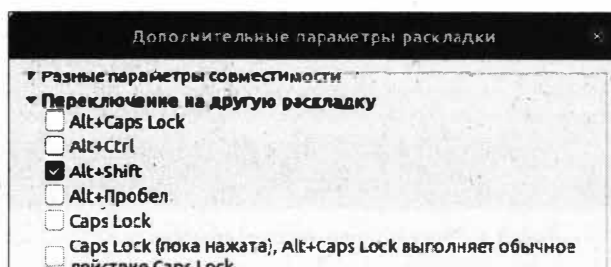 Дополнительные параметры раскладки
Разные параметры совместимости
Переключение на другую раскладку
Alt+Caps Lock
Alt+Ctrl
Alt+Shift
Alt+Пробел
Caps Lock
Caps Lock (пока нажата), Alt+Caps Lock выполняет обычное
действие Caps Lock